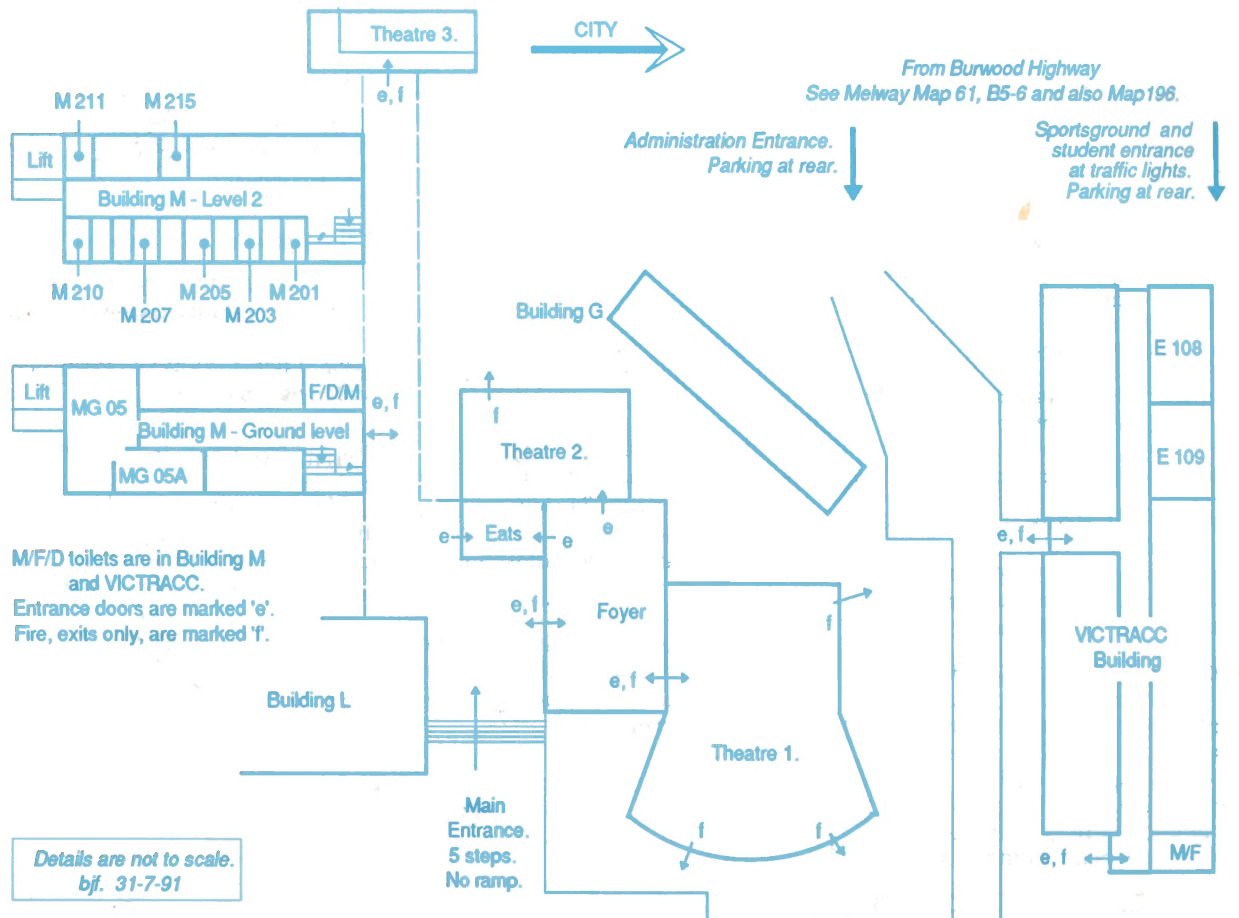 Theatre 3.
CITY
e, f
From Burwood Highway
See Melway Map 61, B5-6 and also Map196.
Administration Entrance.
Parking at rear.
Sportsground and
student entrance
at traffic lights.
Parking at rear.
M 211
M 215
Lift
Building M - Level 2
M 210
M 205
M 201
M 207
M 203
Building G
E 108
E 109
Lift
MG 05
F/D/M
e, f
Building M - Ground level
MG 05A
f
Theatre 2.
e
Eats
e
e
M/F/D toilets are in Building M
and VICTRACC.
Entrance doors are marked 'e'.
Fire, exits only, are marked 'f'.
e, f
Foyer
f
e, f
e, f
VICTRACC
Building
Building L
Theatre 1.
Main
Entrance.
5 steps.
No ramp.
f
f
e, f
M/F
Details are not to scale.
bjf. 31-7-91